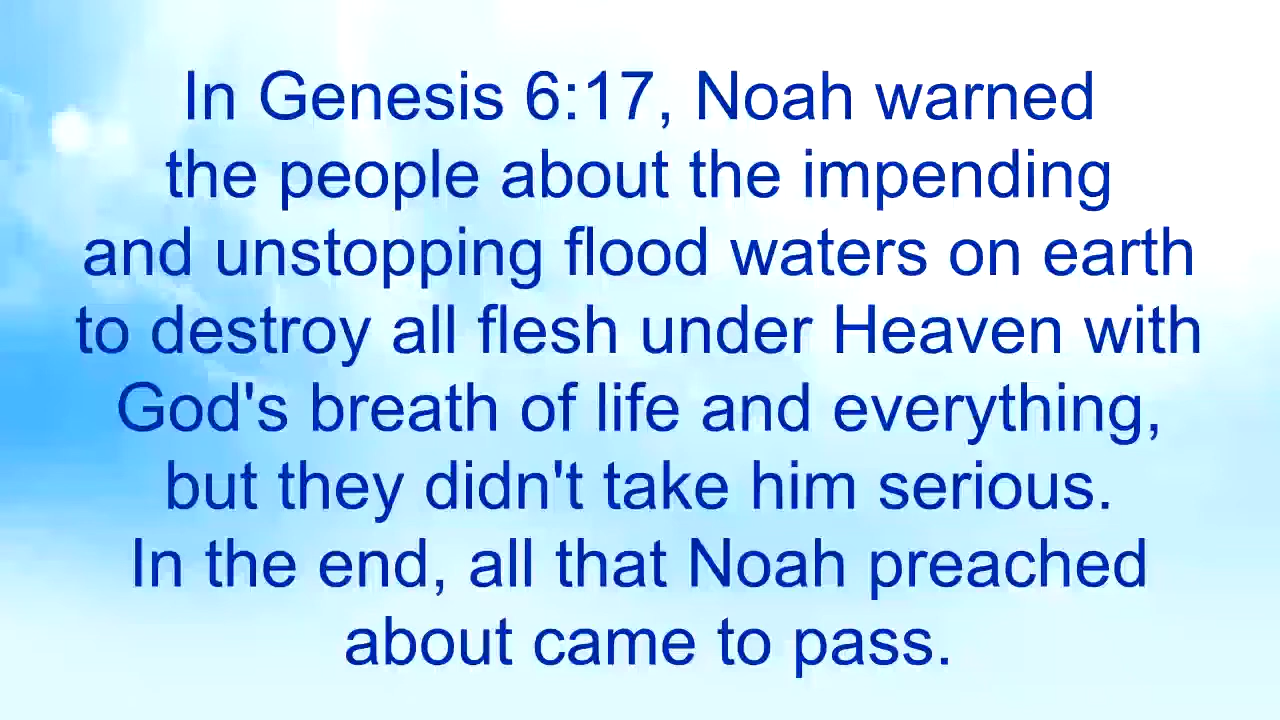 In Genesis 6:17, Noah warned
the people about the impending
and unstopping flood waters on earth
to destroy all flesh under Heaven with
God's breath of life and everything,
but they didn't take him serious.
In the end, all that Noah preached
about came to pass.